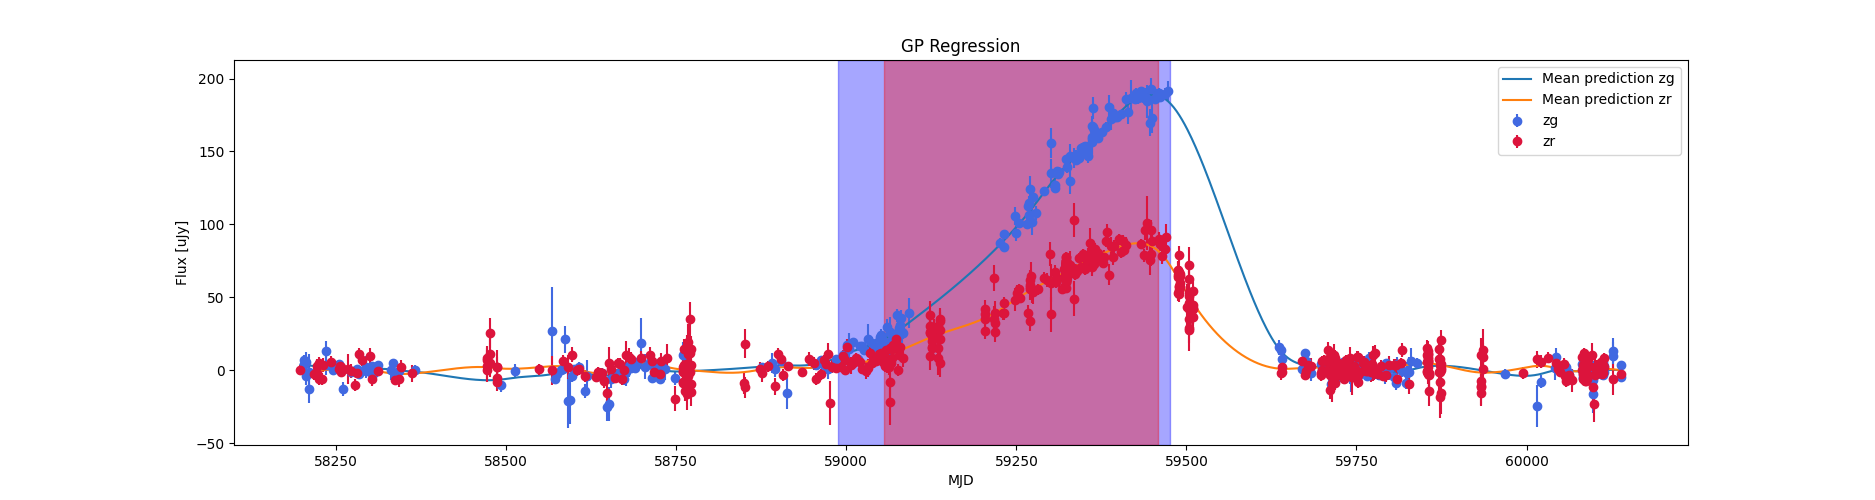 GP Regression
200
150
100
50
0
−50
Flux [uJy]
58250
58500
58750
59000
59250
59500
59750
60000
MJD
Mean prediction zg
Mean prediction zr
zg
zr